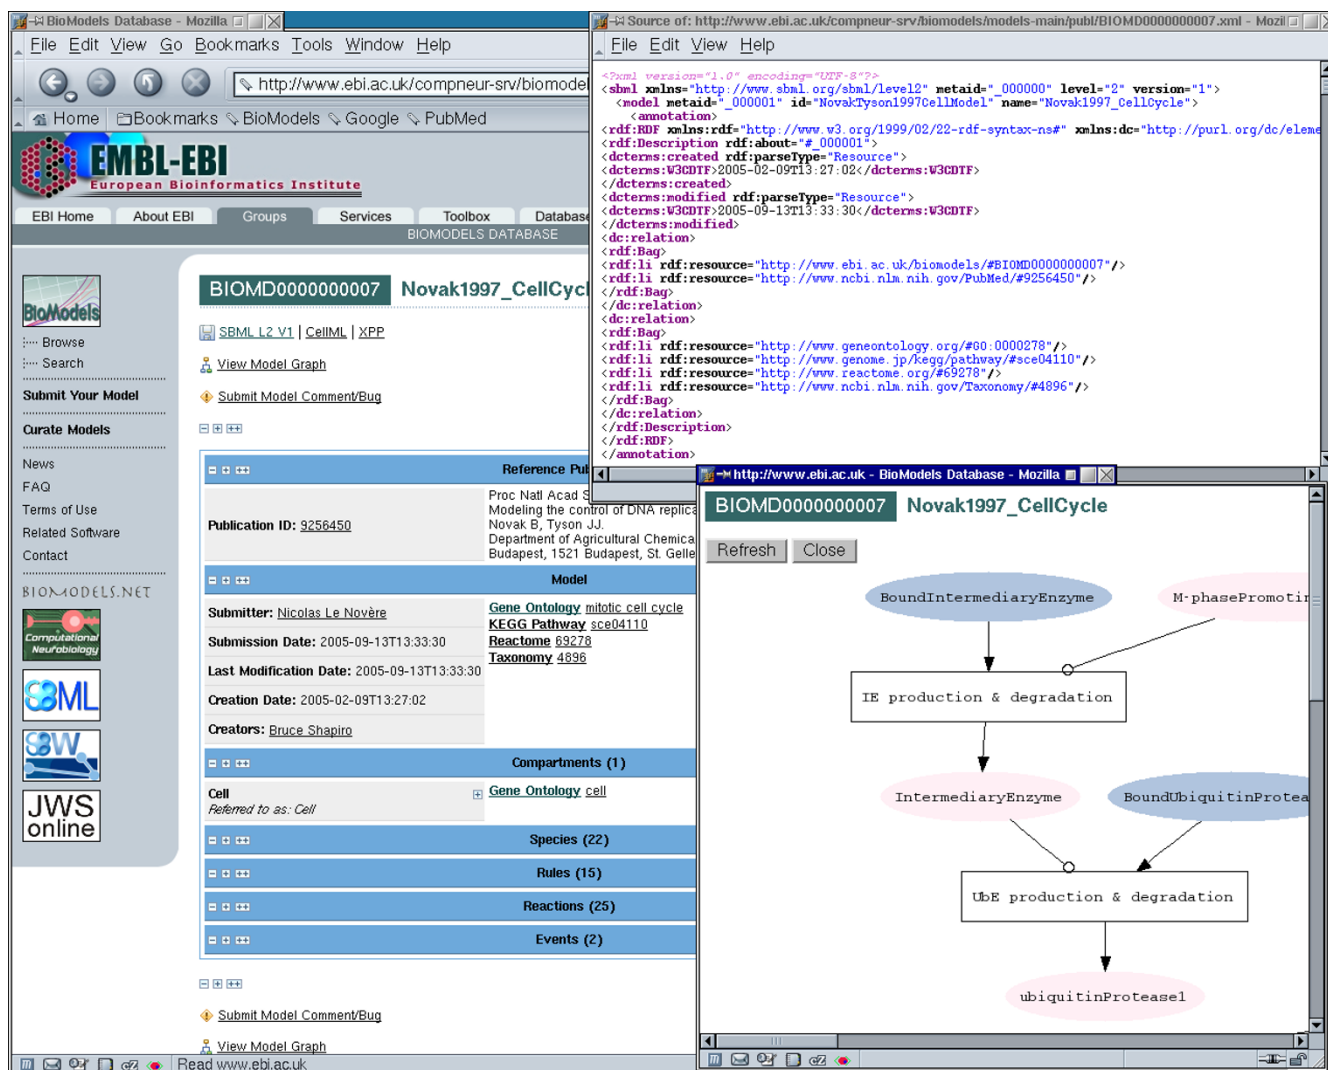 BioModels Database - Mozilla
File Edit View Go Bookmarks Tools Window Help
http://www.ebi.ac.uk/compneur-srv/biomodel
Home Bookmarks BioModels Google PubMed
EMBL-EBI
European Bioinformatics Institute
EBI Home About EBI Groups Services Toolbox Database
BIOMODELS DATABASE
BioModels
Browse
Search
Submit Your Model
Curate Models
News
FAQ
Terms of Use
Related Software
Contact
BIOMODELS.NET
Computational
Neurobiology
SBML
SBW
JWS
online
BIOMD0000000007 Novak1997_CellCycl
SBML L2 V1 | CellML | XPP
View Model Graph
Submit Model Comment/Bug
Reference Pub
Publication ID: 9256450
Proc Natl Acad S
Modeling the control of DNA replica
Novak B, Tyson JJ.
Department of Agricultural Chemica
Budapest, 1521 Budapest, St. Gelle
Model
Submitter: Nicolas Le Novère
Submission Date: 2005-09-13T13:33:30
Last Modification Date: 2005-09-13T13:33:30
Creation Date: 2005-02-09T13:27:02
Creators: Bruce Shapiro
Gene Ontology mitotic cell cycle
KEGG Pathway sce04110
Reactome 69278
Taxonomy 4896
Compartments (1)
Cell
Referred to as: Cell
Gene Ontology cell
Species (22)
Rules (15)
Reactions (25)
Events (2)
Submit Model Comment/Bug
View Model Graph
Read www.ebi.ac.uk
Source of: http://www.ebi.ac.uk/compneur-srv/biomodels/models-main/publ/BIOMD0000000007.xml - Mozil
File Edit View Help
<?xml version="1.0" encoding="UTF-8"?>
<sbml xmlns="http://www.sbml.org/sbml/level2" metaid="_000000" level="2" version="1">
<model metaid="_000001" id="NovakTyson1997CellModel" name="Novak1997_CellCycle">
<annotation>
<rdf:RDF xmlns:rdf="http://www.w3.org/1999/02/22-rdf-syntax-ns#" xmlns:dc="http://purl.org/dc/eleme
<rdf:Description rdf:about="#_000001">
<dcterms:created rdf:parseType="Resource">
<dcterms:W3CDTF>2005-02-09T13:27:02</dcterms:W3CDTF>
</dcterms:created>
<dcterms:modified rdf:parseType="Resource">
<dcterms:W3CDTF>2005-09-13T13:33:30</dcterms:W3CDTF>
</dcterms:modified>
<dc:relation>
<rdf:Bag>
<rdf:li rdf:resource="http://www.ebi.ac.uk/biomodels/#BIOMD0000000007"/>
<rdf:li rdf:resource="http://www.ncbi.nlm.nih.gov/PubMed/#9256450"/>
</rdf:Bag>
</dc:relation>
<dc:relation>
<rdf:Bag>
<rdf:li rdf:resource="http://www.geneontology.org/#GO:0000278"/>
<rdf:li rdf:resource="http://www.genome.jp/kegg/pathway/#sce04110"/>
<rdf:li rdf:resource="http://www.reactome.org/#69278"/>
<rdf:li rdf:resource="http://www.ncbi.nlm.nih.gov/Taxonomy/#4896"/>
</rdf:Bag>
</dc:relation>
</rdf:Description>
</rdf:RDF>
</annotation>
http://www.ebi.ac.uk - BioModels Database - Mozilla
BIOMD0000000007 Novak1997_CellCycle
Refresh Close
BoundIntermediaryEnzyme
M-phasePromotin
IE production & degradation
IntermediaryEnzyme
BoundUbiquitinProtea
UbE production & degradation
ubiquitinProtease1